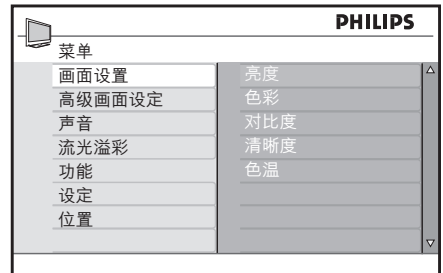 PHILIPS
菜单
画面设置
高级画面设定
声音
流光溢彩
功能
设定
位置
亮度
色彩
对比度
清晰度
色温